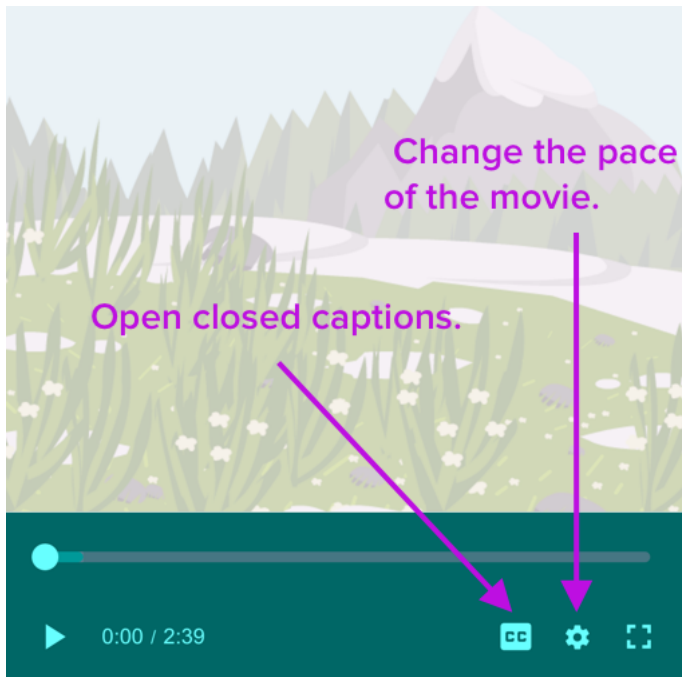 Change the pace
of the movie.
Open closed captions.
0:00 / 2:39
CC